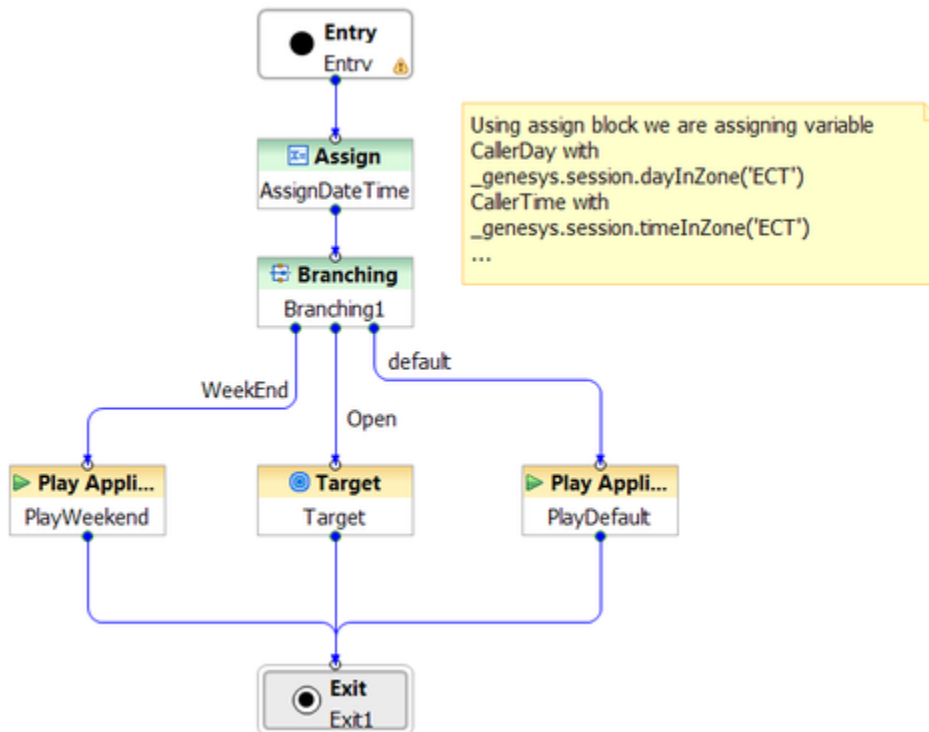 Entry
Entry
Using assign block we are assigning variable
CallerDay with
_genesys.session.dayInZone('ECT')
CallerTime with
_genesys.session.timeInZone('ECT')
...
Assign
AssignDateTime
Branching
Branching1
WeekEnd
Open
default
Play Appli...
PlayWeekend
Target
Target
Play Appli...
PlayDefault
Exit
Exit1